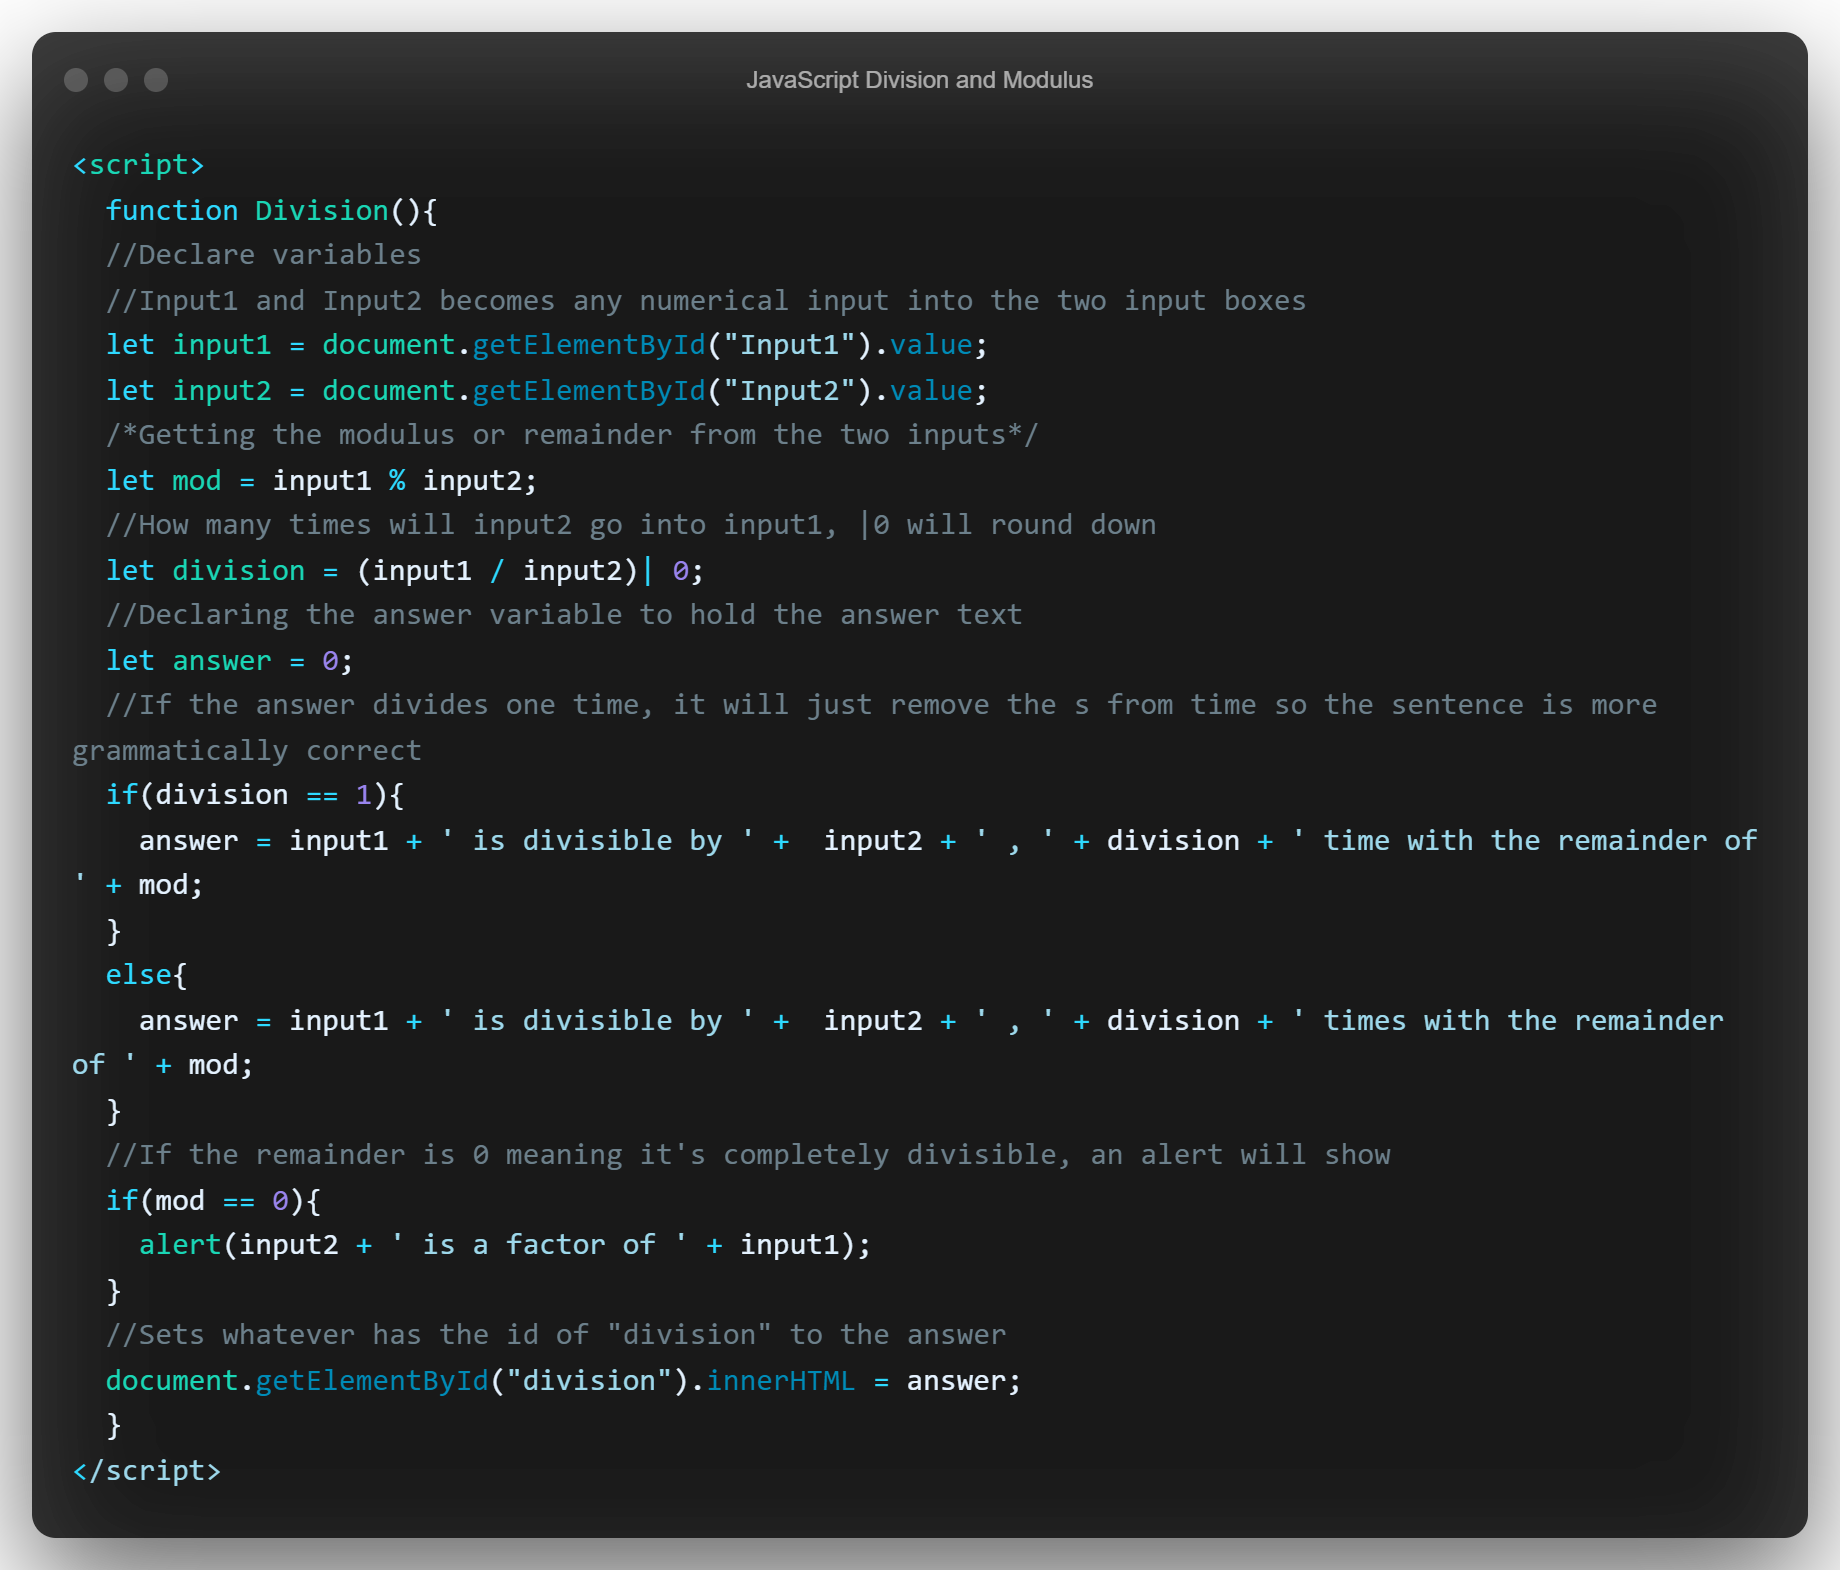 JavaScript Division and Modulus
<script>
  function Division(){
  //Declare variables
  //Input1 and Input2 becomes any numerical input into the two input boxes
  let input1 = document.getElementById("Input1").value;
  let input2 = document.getElementById("Input2").value;
  /*Getting the modulus or remainder from the two inputs*/
  let mod = input1 % input2;
  //How many times will input2 go into input1, |0 will round down
  let division = (input1 / input2)| 0;
  //Declaring the answer variable to hold the answer text
  let answer = 0;
  //If the answer divides one time, it will just remove the s from time so the sentence is more
grammatically correct
  if(division == 1){
    answer = input1 + ' is divisible by ' +  input2 + ' , ' + division + ' time with the remainder of
' + mod;
  }
  else{
    answer = input1 + ' is divisible by ' +  input2 + ' , ' + division + ' times with the remainder
of ' + mod;
  }
  //If the remainder is 0 meaning it's completely divisible, an alert will show
  if(mod == 0){
    alert(input2 + ' is a factor of ' + input1);
  }
  //Sets whatever has the id of "division" to the answer
  document.getElementById("division").innerHTML = answer;
  }
</script>